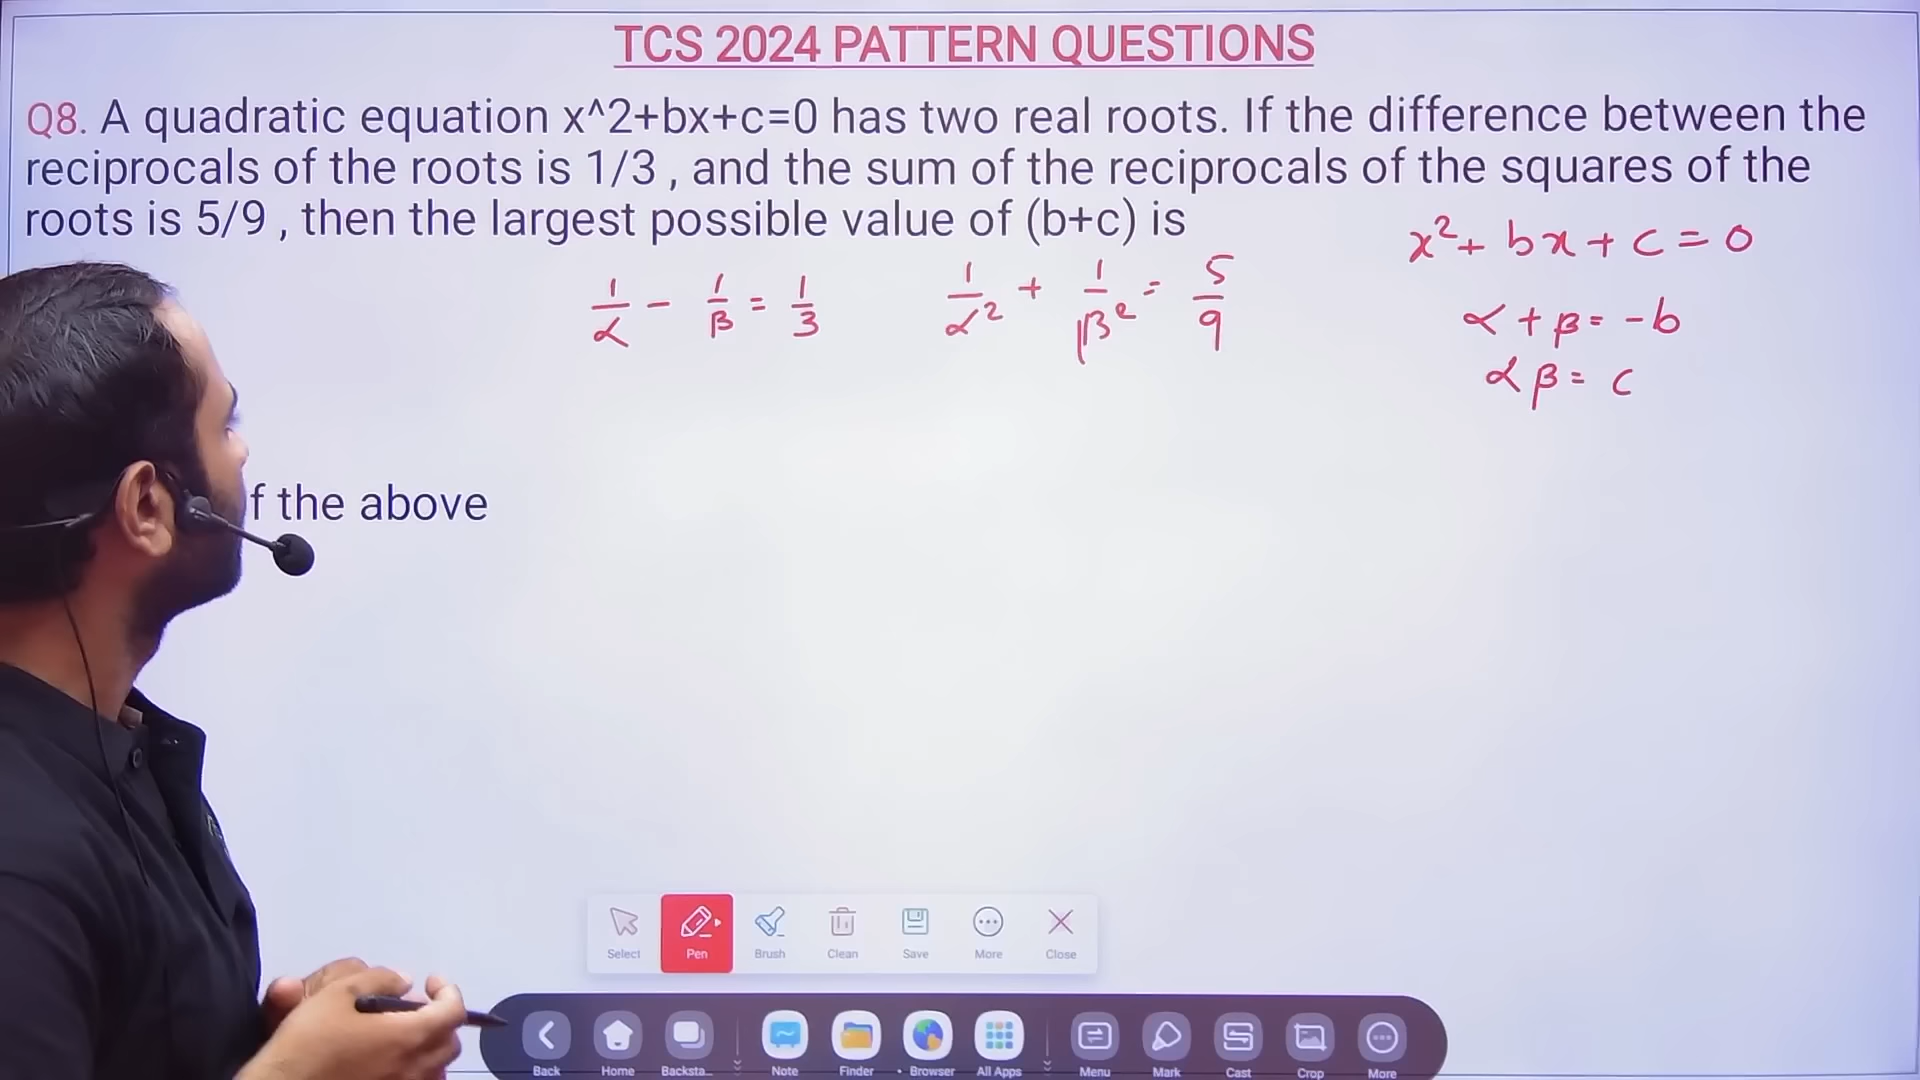 TCS 2024 PATTERN QUESTIONS
Q8. A quadratic equation x^2+bx+c=0 has two real roots. If the difference between the
reciprocals of the roots is 1/3 , and the sum of the reciprocals of the squares of the
roots is 5/9 , then the largest possible value of (b+c) is
x² + bx + c = 0
1/α - 1/β = 1/3
1/α² + 1/β² = 5/9
α + β = -b
αβ = c
f the above
Select Pen Brush Clean Save More Close
Back Home Backsta... Note Finder Browser All Apps Menu Mark Cast Crop More